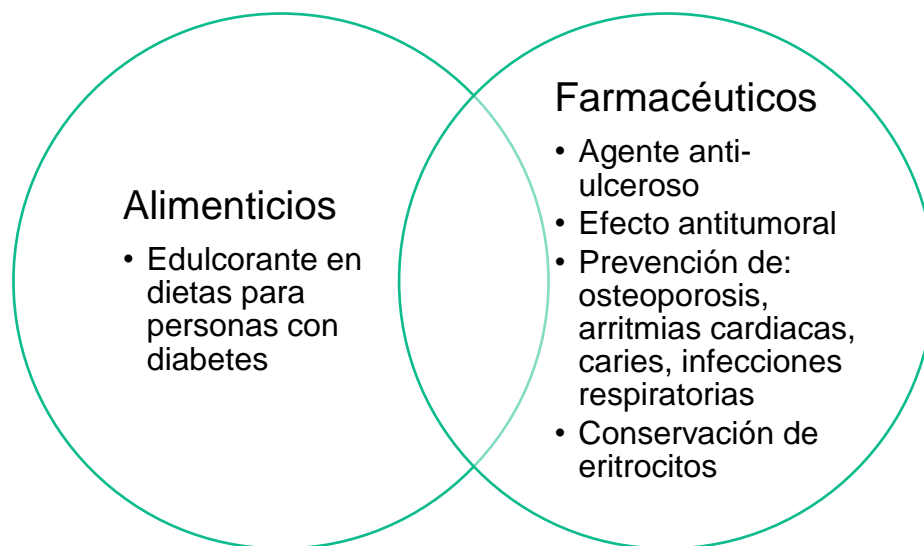 Alimenticios
• Edulcorante en
dietas para
personas con
diabetes
Farmacéuticos
• Agente anti-
ulceroso
• Efecto antitumoral
• Prevención de:
osteoporosis,
arritmias cardiacas,
caries, infecciones
respiratorias
• Conservación de
eritrocitos